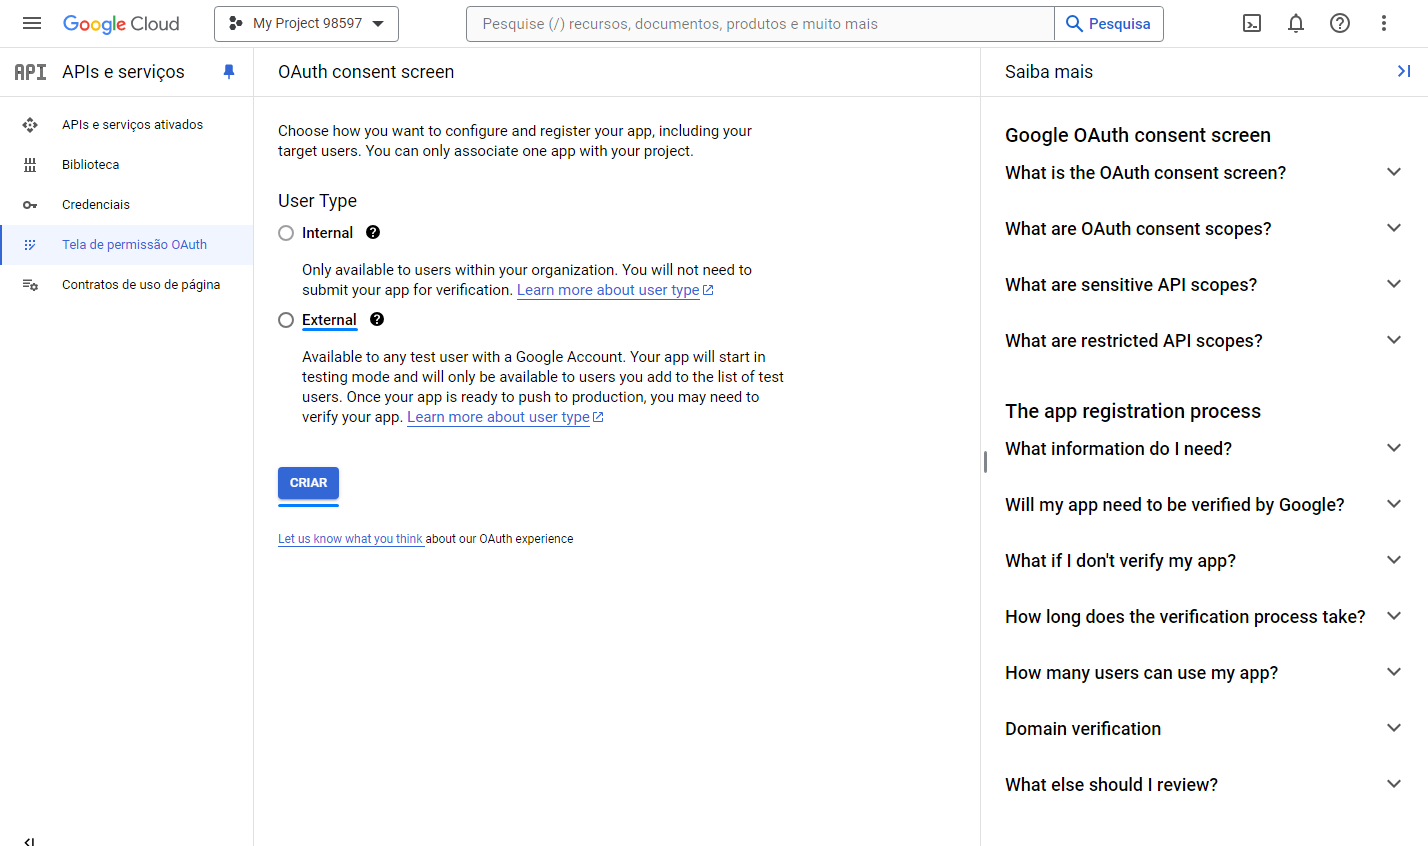 Google Cloud
My Project 98597
Pesquise (/) recursos, documentos, produtos e muito mais
Pesquisa
API
APIs e serviços
APIs e serviços ativados
Biblioteca
Credenciais
Tela de permissão OAuth
Contratos de uso de página
OAuth consent screen
Choose how you want to configure and register your app, including your
target users. You can only associate one app with your project.
User Type
Internal
Only available to users within your organization. You will not need to
submit your app for verification. Learn more about user type
External
Available to any test user with a Google Account. Your app will start in
testing mode and will only be available to users you add to the list of test
users. Once your app is ready to push to production, you may need to
verify your app. Learn more about user type
CRIAR
Let us know what you think about our OAuth experience
Saiba mais
Google OAuth consent screen
What is the OAuth consent screen?
What are OAuth consent scopes?
What are sensitive API scopes?
What are restricted API scopes?
The app registration process
What information do I need?
Will my app need to be verified by Google?
What if I don't verify my app?
How long does the verification process take?
How many users can use my app?
Domain verification
What else should I review?